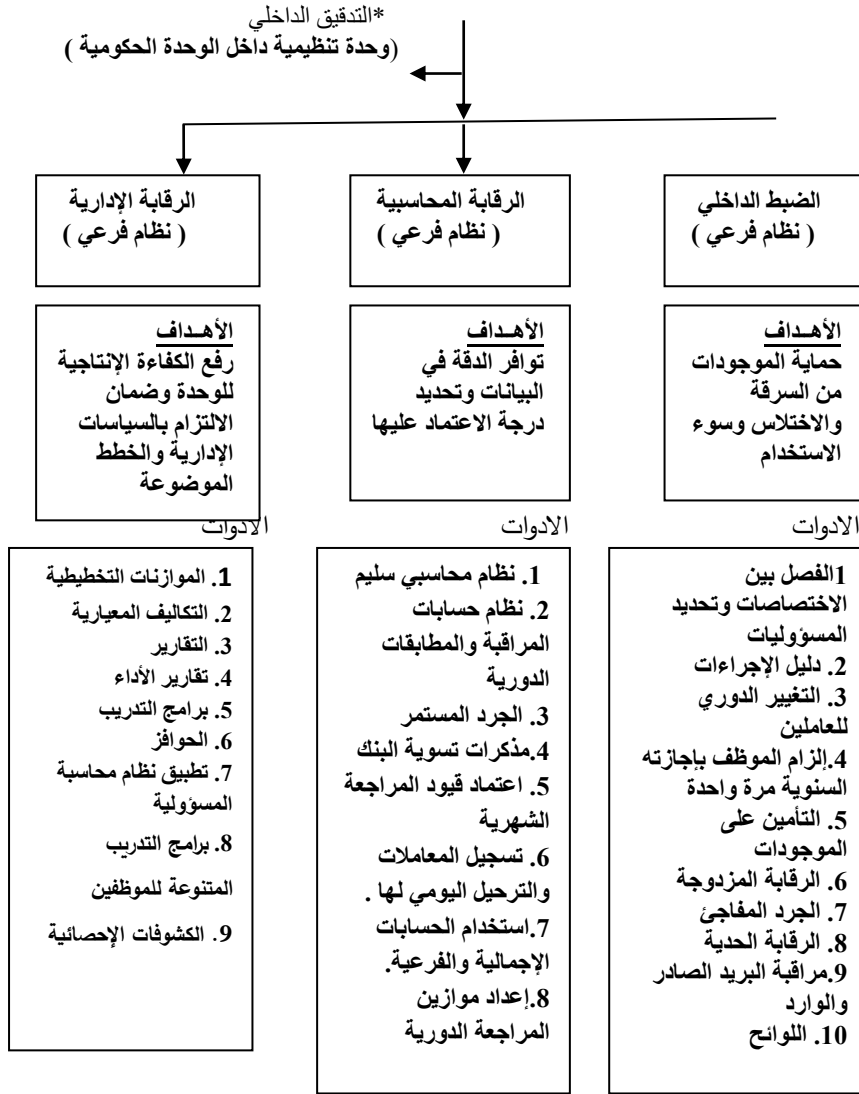 *التدقيق الداخلي
(وحدة تنظيمية داخل الوحدة الحكومية )
الضبط الداخلي
( نظام فرعي )
الرقابة المحاسبية
( نظام فرعي )
الرقابة الإدارية
( نظام فرعي )
الأهـداف
حماية الموجودات
من السرقة
والاختلاس وسوء
الاستخدام
الأهـداف
توافر الدقة في
البيانات وتحديد
درجة الاعتماد عليها
الأهـداف
رفع الكفاءة الإنتاجية
للوحدة وضمان
الالتزام بالسياسات
الإدارية والخطط
الموضوعة
الادوات
1الفصل بين
الاختصاصات وتحديد
المسؤوليات
2. دليل الإجراءات
3. التغيير الدوري
للعاملين
4.إلزام الموظف بإجازته
السنوية مرة واحدة
5. التأمين على
الموجودات
6. الرقابة المزدوجة
7. الجرد المفاجئ
8. الرقابة الحدية
9.مراقبة البريد الصادر
والوارد
10. اللوائح
الادوات
1. نظام محاسبي سليم
2. نظام حسابات
المراقبة والمطابقات
الدورية
3. الجرد المستمر
4.مذكرات تسوية البنك
5. اعتماد قيود المراجعة
الشهرية
6. تسجيل المعاملات
والترحيل اليومي لها .
7.استخدام الحسابات
الإجمالية والفرعية.
8.إعداد موازين
المراجعة الدورية
الادوات
1. الموازنات التخطيطية
2. التكاليف المعيارية
3. التقارير
4. تقارير الأداء
5. برامج التدريب
6. الحوافز
7. تطبيق نظام محاسبة
المسؤولية
8. برامج التدريب
المتنوعة للموظفين
9. الكشوفات الإحصائية